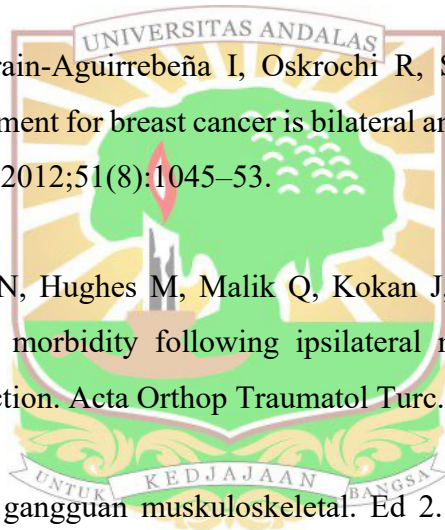 UNIVERSITAS ANDALAS
rain-Aguirrebeña I, Oskrochi R, S
ment for breast cancer is bilateral an
2012;51(8):1045–53.
N, Hughes M, Malik Q, Kokan J.
morbidity following ipsilateral
ction. Acta Orthop Traumatol Turc.
UNTUK KEDJAJAAN BANGSA
gangguan muskuloskeletal. Ed 2.